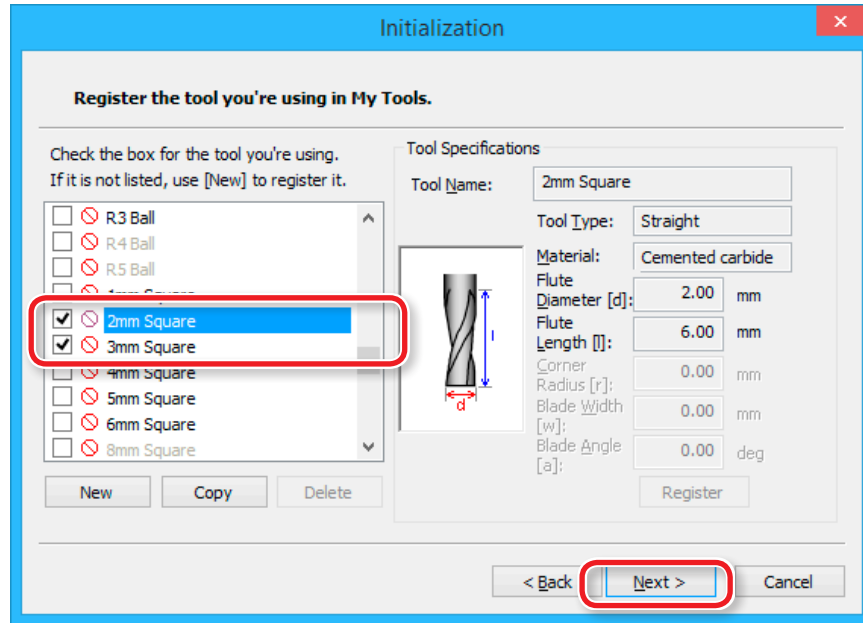 Initialization
Register the tool you're using in My Tools.
Check the box for the tool you're using.
If it is not listed, use [New] to register it.
R3 Ball
R4 Ball
R5 Ball
1mm Square
2mm Square
3mm Square
4mm Square
5mm Square
6mm Square
8mm Square
New
Copy
Delete
Tool Specifications
Tool Name:
2mm Square
Tool Type:
Straight
Material:
Cemented carbide
Flute
Diameter [d]:
2.00 mm
Flute
Length [l]:
6.00 mm
Corner
Radius [r]:
0.00 mm
Blade Width
[w]:
0.00 mm
Blade Angle
[a]:
0.00 deg
l
d
Register
< Back
Next >
Cancel